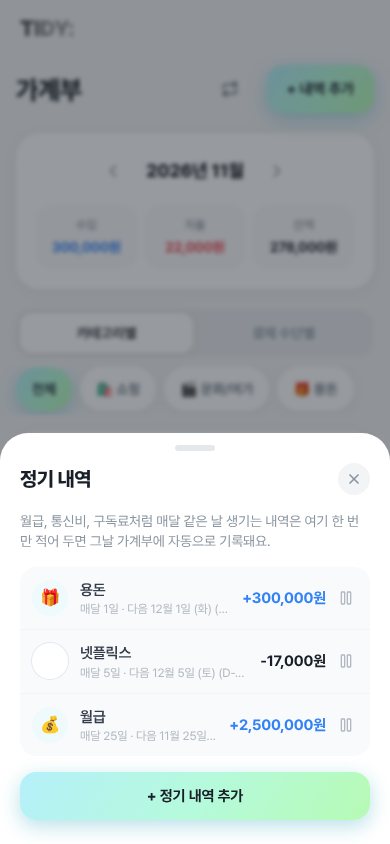 TIDY:
가계부
+ 내역 추가
2026년 11월
수입
지출
잔액
300,000원
22,000원
278,000원
카테고리별
결제 수단별
전체
쇼핑
문화/여가
용돈
정기 내역
월급, 통신비, 구독료처럼 매달 같은 날 생기는 내역은 여기 한 번
만 적어 두면 그날 가계부에 자동으로 기록돼요.
용돈
+300,000원
매달 1일 · 다음 12월 1일 (화) (...
넷플릭스
-17,000원
매달 5일 · 다음 12월 5일 (토) (D-...
월급
+2,500,000원
매달 25일 · 다음 11월 25일...
+ 정기 내역 추가